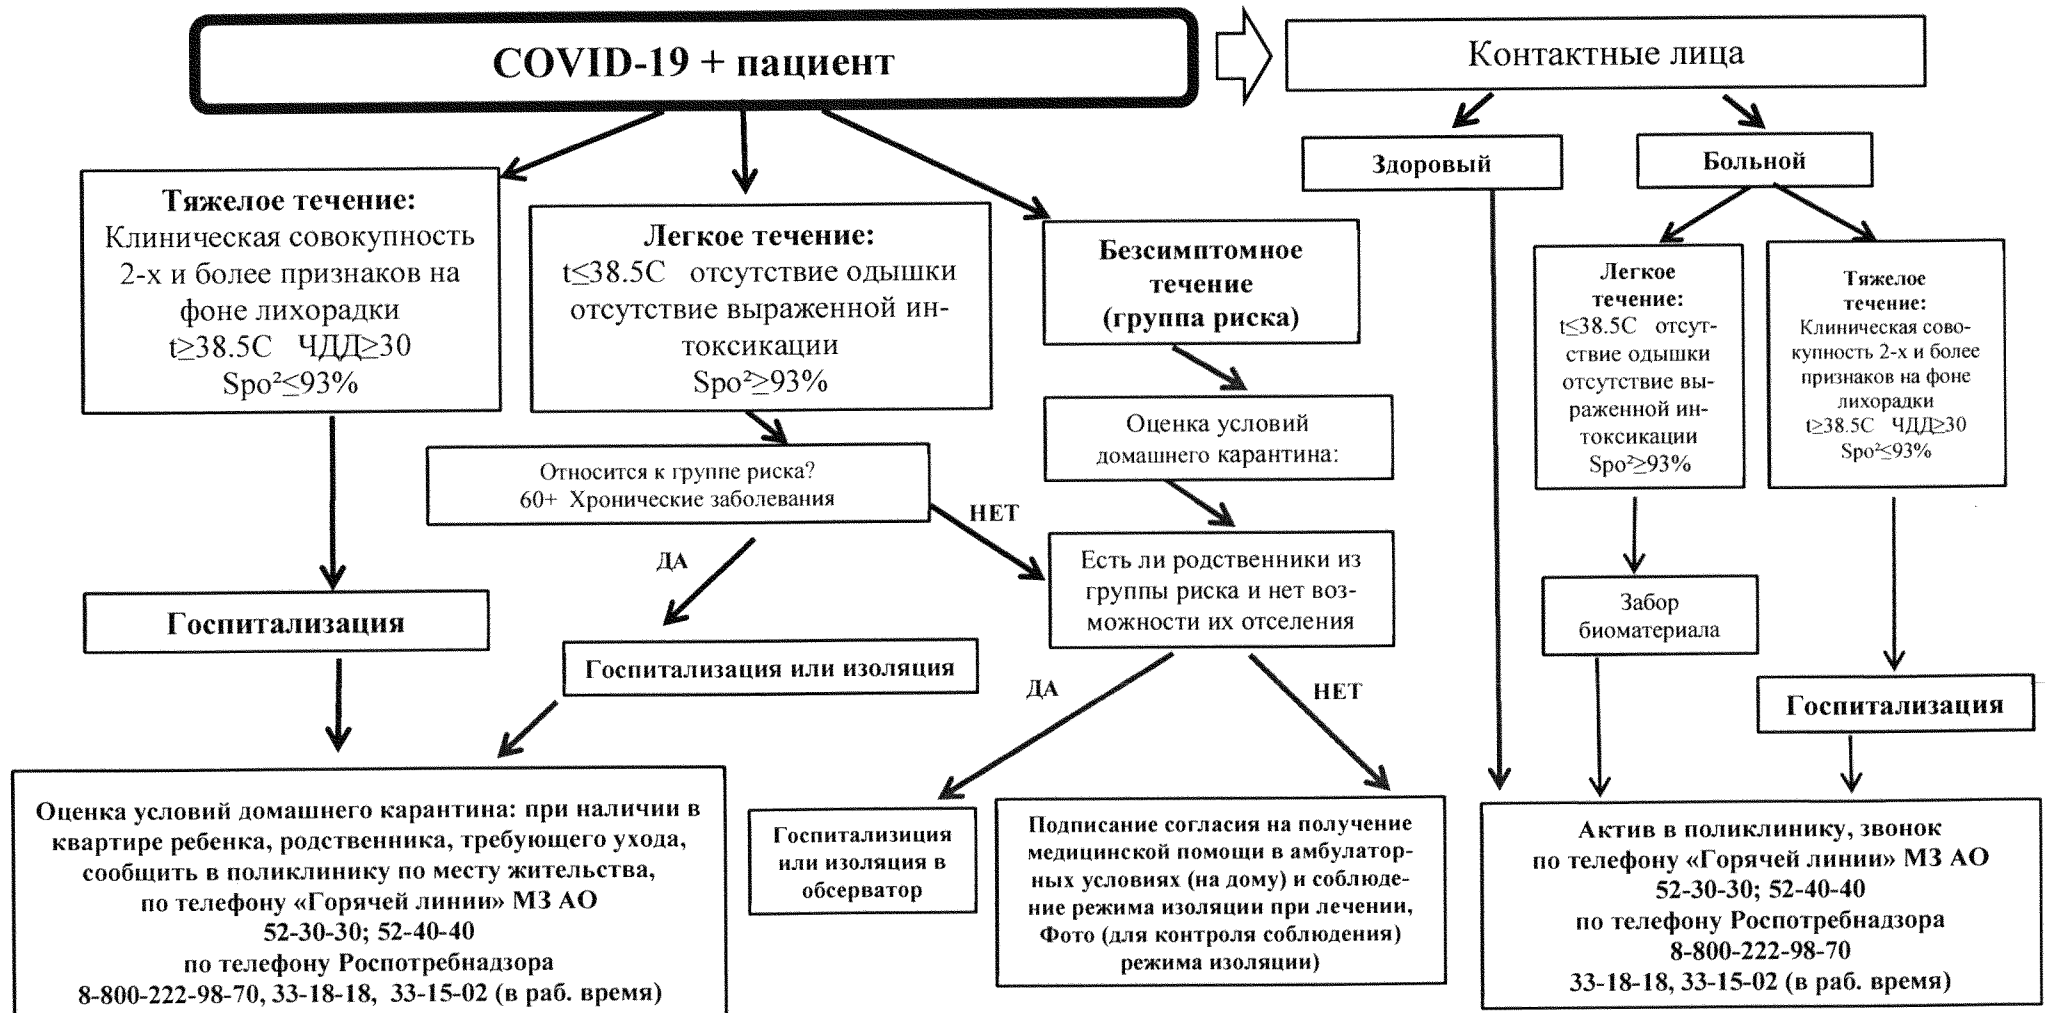 COVID-19 + пациент
Контактные лица
Здоровый
Больной
Тяжелое течение:
Клиническая совокупность
2-х и более признаков на
фоне лихорадки
t≥38.5С ЧДД≥30
Spo²≤93%
Легкое течение:
t≤38.5С отсутствие одышки
отсутствие выраженной ин-
токсикации
Spo²≥93%
Безсимптомное
течение
(группа риска)
Легкое
течение:
t≤38.5С отсут-
ствие одышки
отсутствие вы-
раженной ин-
токсикации
Spo²≥93%
Тяжелое
течение:
Клиническая сово-
купность 2-х и более
признаков на фоне
лихорадки
t≥38.5С ЧДД≥30
Spo²≤93%
Оценка условий
домашнего карантина:
Относится к группе риска?
60+ Хронические заболевания
НЕТ
ДА
Есть ли родственники из
группы риска и нет воз-
можности их отселения
Забор
биоматериала
Госпитализация
Госпитализация или изоляция
ДА
НЕТ
Госпитализация
Оценка условий домашнего карантина: при наличии в
квартире ребенка, родственника, требующего ухода,
сообщить в поликлинику по месту жительства,
по телефону «Горячей линии» МЗ АО
52-30-30; 52-40-40
по телефону Роспотребнадзора
8-800-222-98-70, 33-18-18, 33-15-02 (в раб. время)
Госпитализиция
или изоляция в
обсерватор
Подписание согласия на получение
медицинской помощи в амбулатор-
ных условиях (на дому) и соблюде-
ние режима изоляции при лечении,
Фото (для контроля соблюдения)
режима изоляции)
Актив в поликлинику, звонок
по телефону «Горячей линии» МЗ АО
52-30-30; 52-40-40
по телефону Роспотребнадзора
8-800-222-98-70
33-18-18, 33-15-02 (в раб. время)